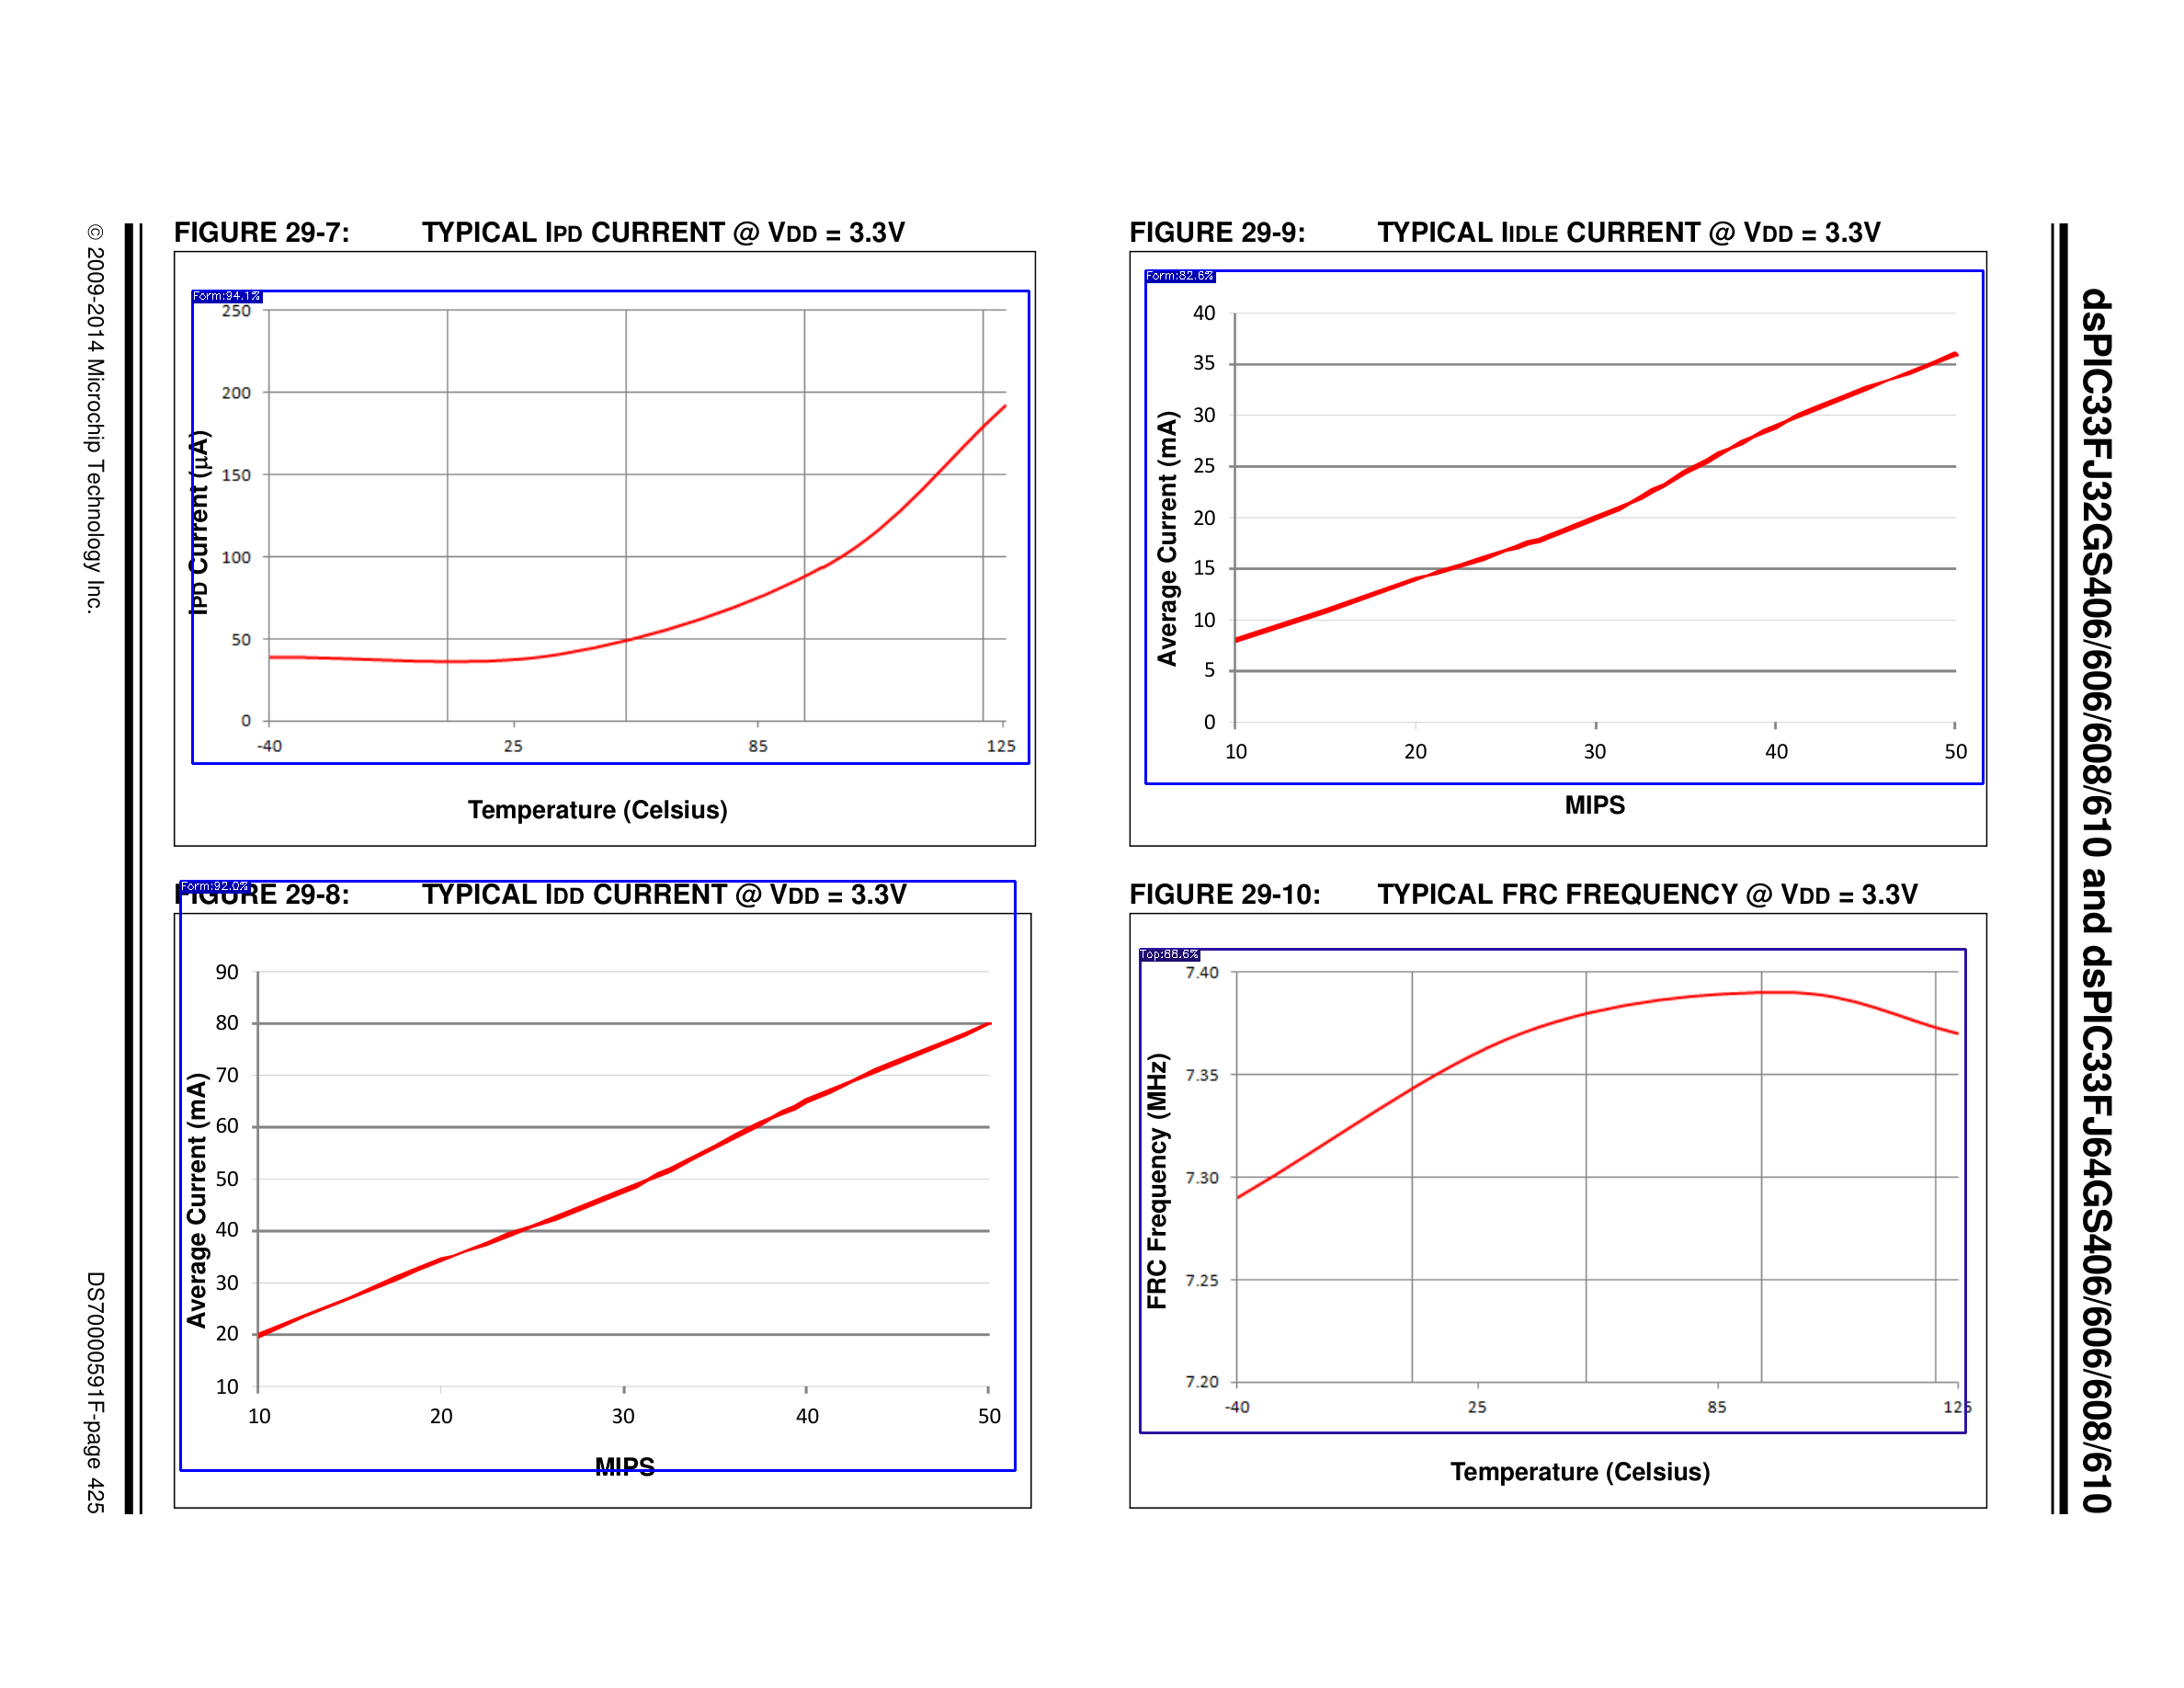 FIGURE 29-7: TYPICAL IPD CURRENT @ VDD = 3.3V
Form:94.1%
250
200
150
100
50
0
-40 25 85 125
IPD Current (µA)
Temperature (Celsius)
FIGURE 29-9: TYPICAL IIDLE CURRENT @ VDD = 3.3V
Form:82.6%
40
35
30
25
20
15
10
5
0
10 20 30 40 50
Average Current (mA)
MIPS
FIGURE 29-8: TYPICAL IDD CURRENT @ VDD = 3.3V
Form:92.0%
90
80
70
60
50
40
30
20
10
10 20 30 40 50
Average Current (mA)
MIPS
FIGURE 29-10: TYPICAL FRC FREQUENCY @ VDD = 3.3V
7.40
7.35
7.30
7.25
7.20
-40 25 85 125
FRC Frequency (MHz)
Temperature (Celsius)
© 2009-2014 Microchip Technology Inc.
DS70000591F-page 425
dsPIC33FJ32GS406/606/608/610 and dsPIC33FJ64GS406/606/608/610